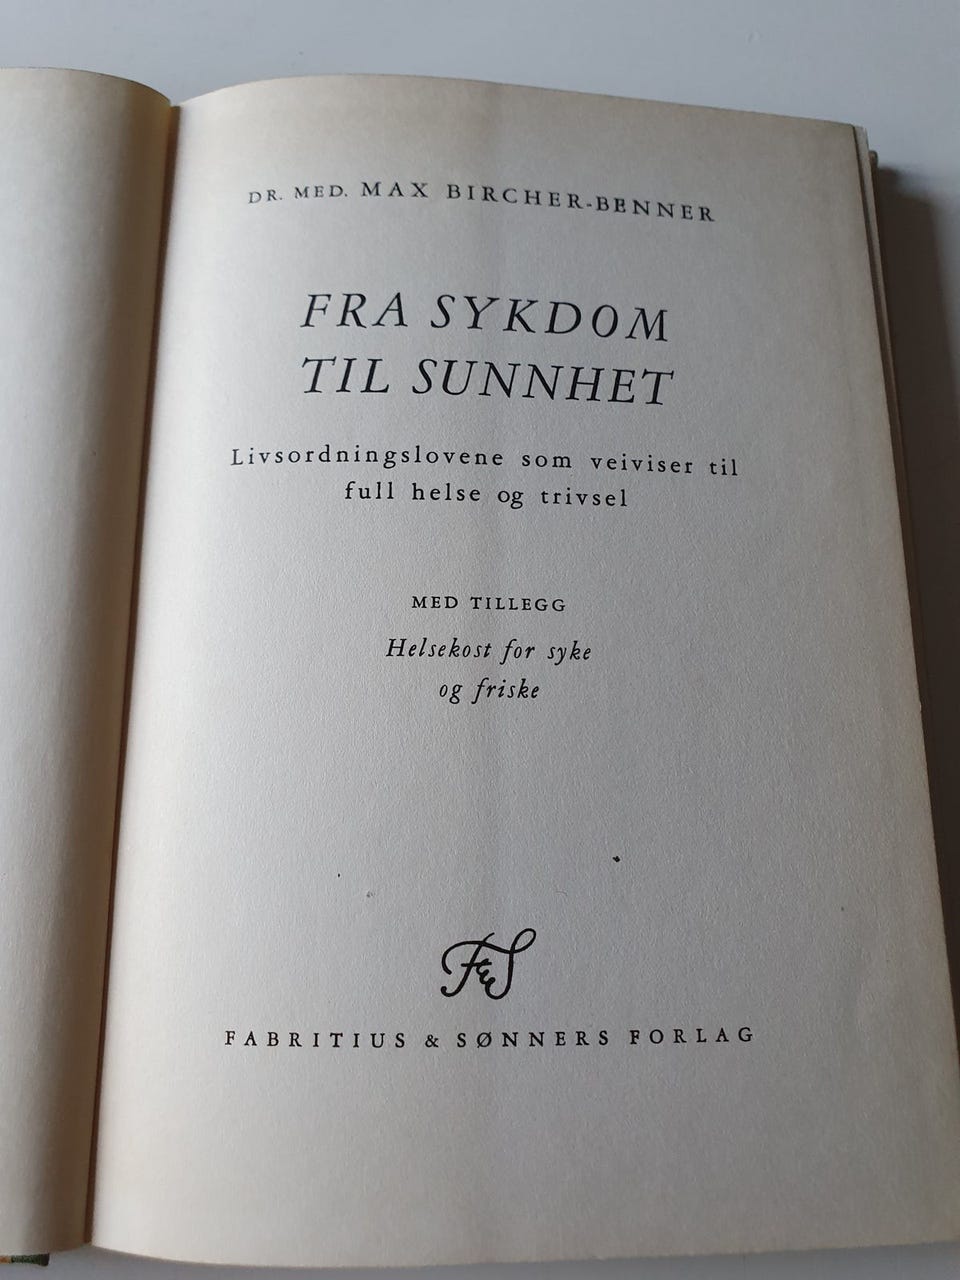 DR. MED. MAX BIRCHER-BENNER
FRA SYKDOM
TIL SUNNHET
Livsordningslovene som veiviser til
full helse og trivsel
MED TILLEGG
Helsekost for syke
og friske
F&S
FABRITIUS & SØNNERS FORLAG